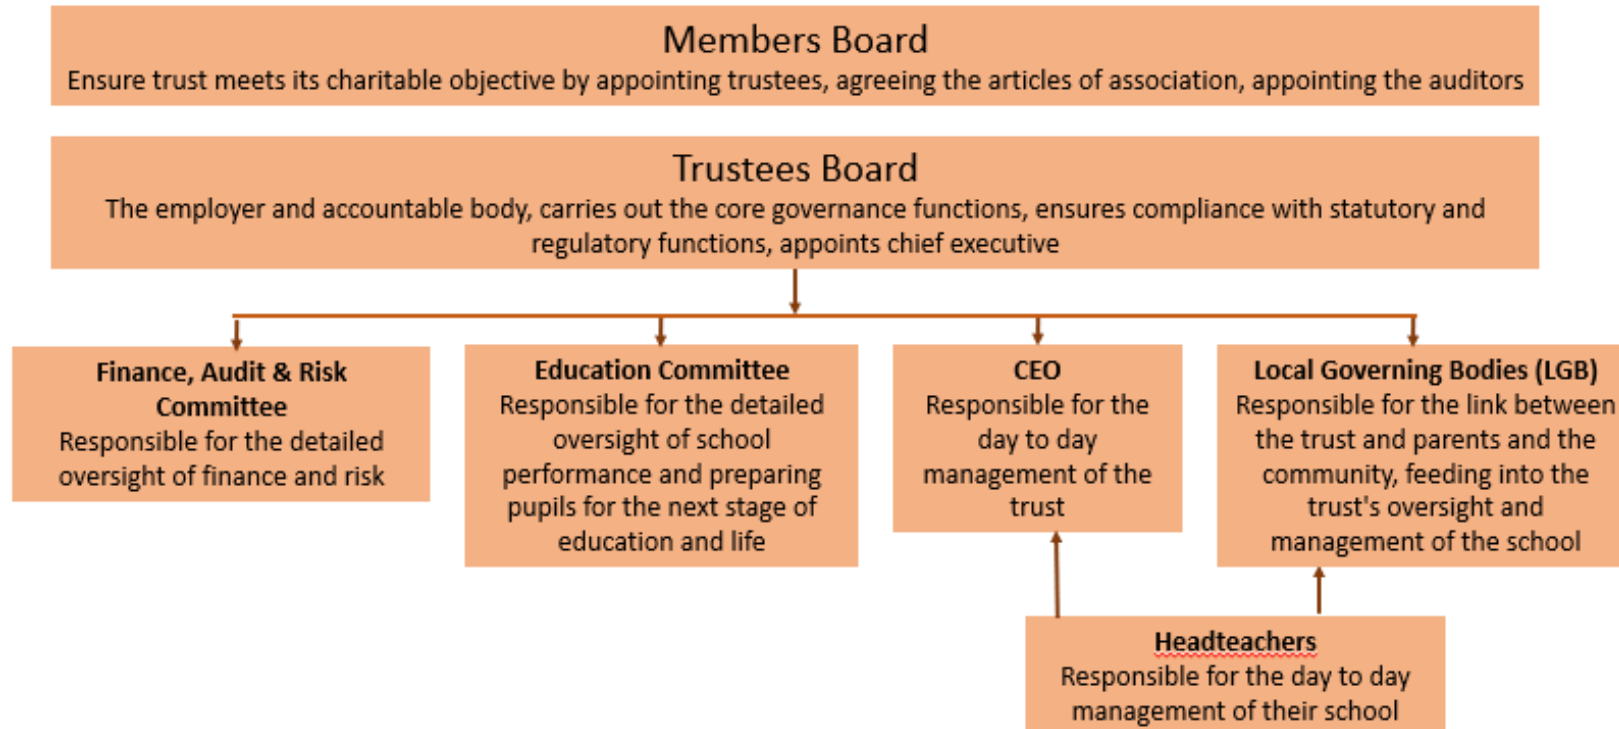 Members Board
Ensure trust meets its charitable objective by appointing trustees, agreeing the articles of association, appointing the auditors
Trustees Board
The employer and accountable body, carries out the core governance functions, ensures compliance with statutory and
regulatory functions, appoints chief executive
Finance, Audit & Risk
Committee
Responsible for the detailed
oversight of finance and risk
Education Committee
Responsible for the detailed
oversight of school
performance and preparing
pupils for the next stage of
education and life
CEO
Responsible for the
day to day
management of the
trust
Local Governing Bodies (LGB)
Responsible for the link between
the trust and parents and the
community, feeding into the
trust's oversight and
management of the school
Headteachers
Responsible for the day to day
management of their school